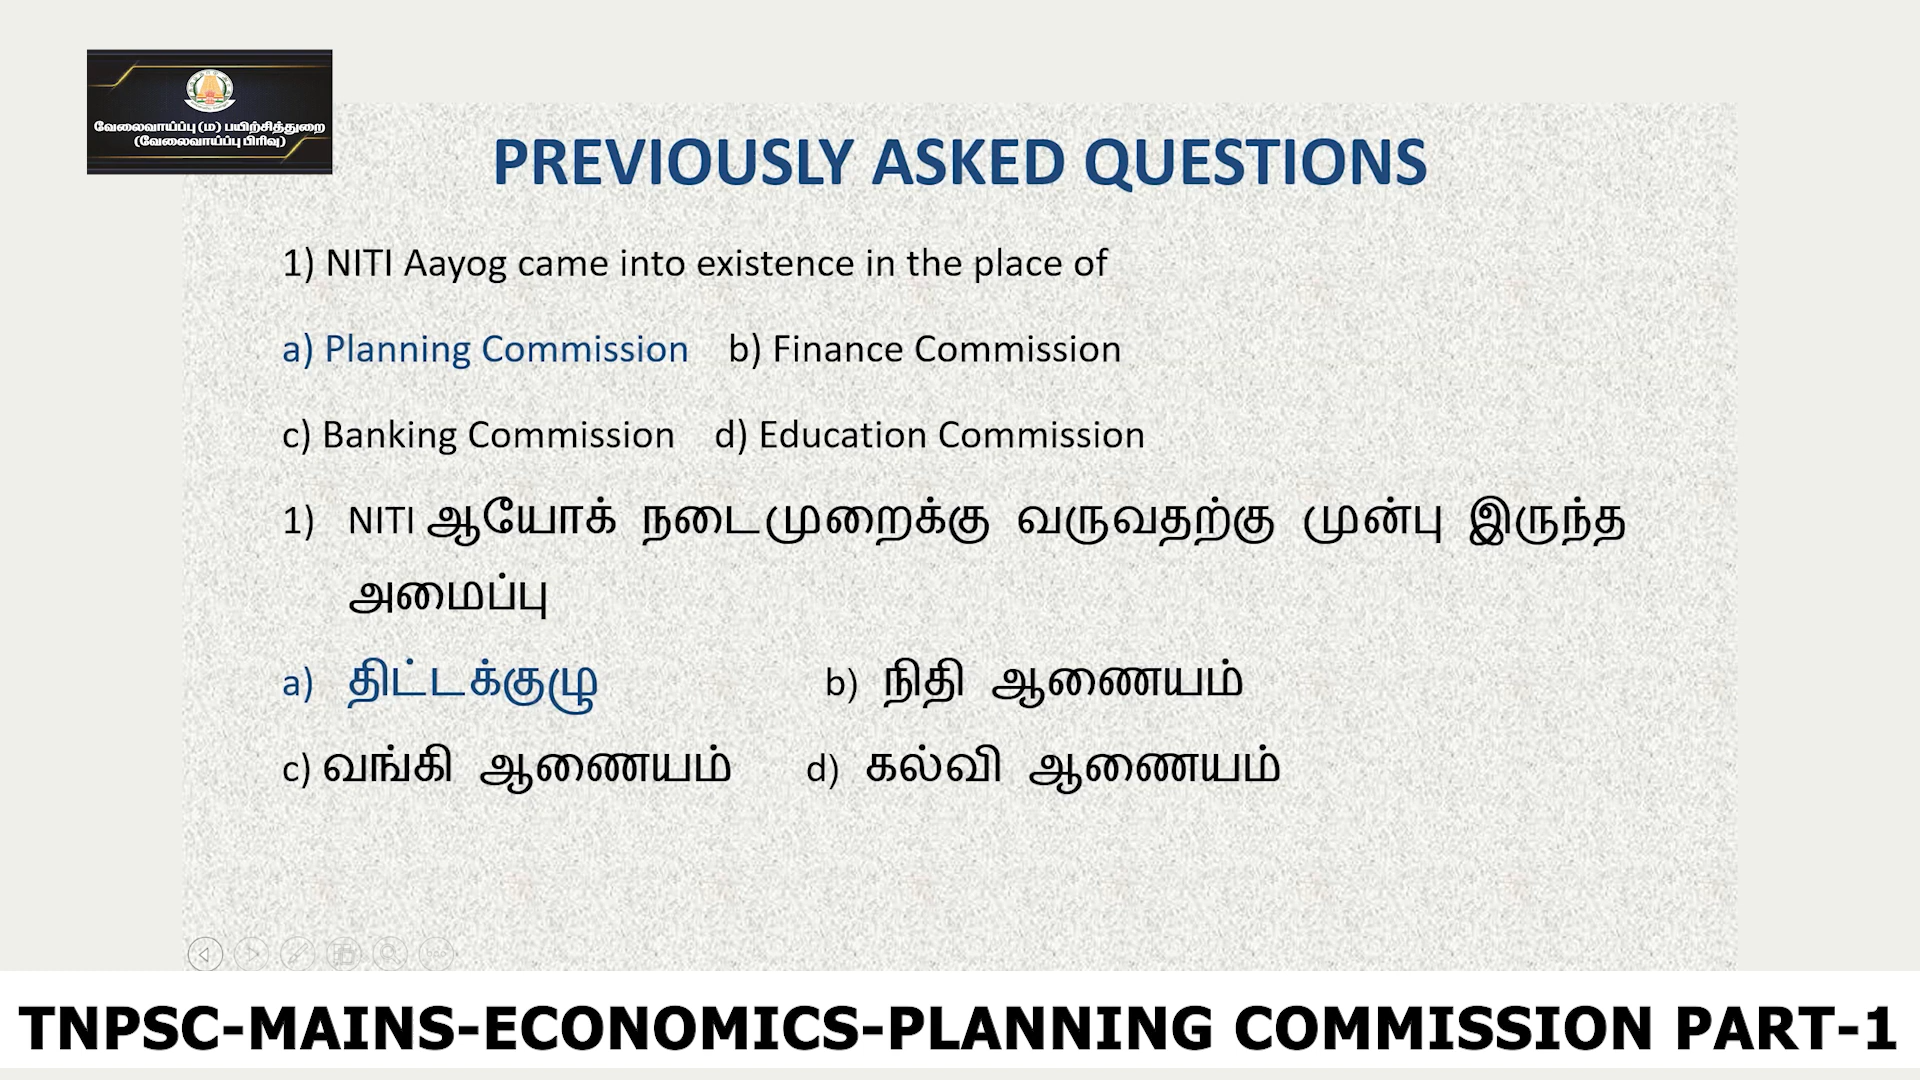 வேலைவாய்ப்பு (ம) பயிற்சித்துறை
(வேலைவாய்ப்பு பிரிவு)
PREVIOUSLY ASKED QUESTIONS
1) NITI Aayog came into existence in the place of
a) Planning Commission b) Finance Commission
c) Banking Commission d) Education Commission
1) NITI ஆயோக் நடைமுறைக்கு வருவதற்கு முன்பு இருந்த
அமைப்பு
a) திட்டக்குழு b) நிதி ஆணையம்
c) வங்கி ஆணையம் d) கல்வி ஆணையம்
TNPSC-MAINS-ECONOMICS-PLANNING COMMISSION PART-1